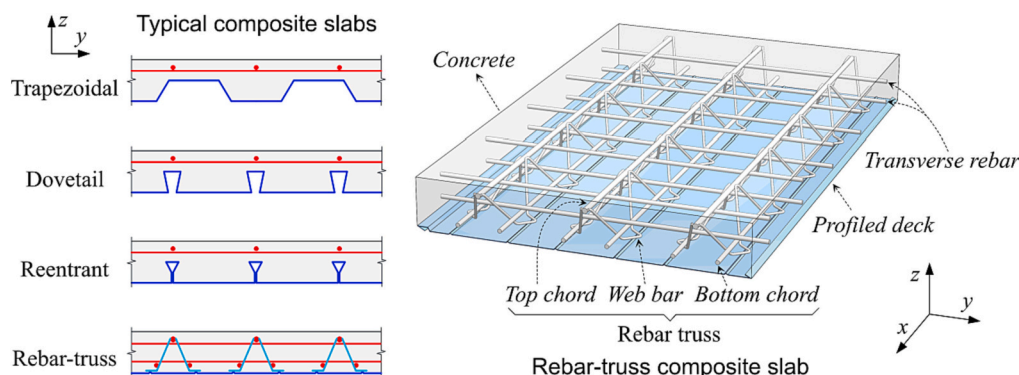 z
y
Typical composite slabs
Trapezoidal
Dovetail
Reentrant
Rebar-truss
Concrete
Transverse rebar
Profiled deck
Top chord Web bar Bottom chord
Rebar truss
Rebar-truss composite slab
z
y
x